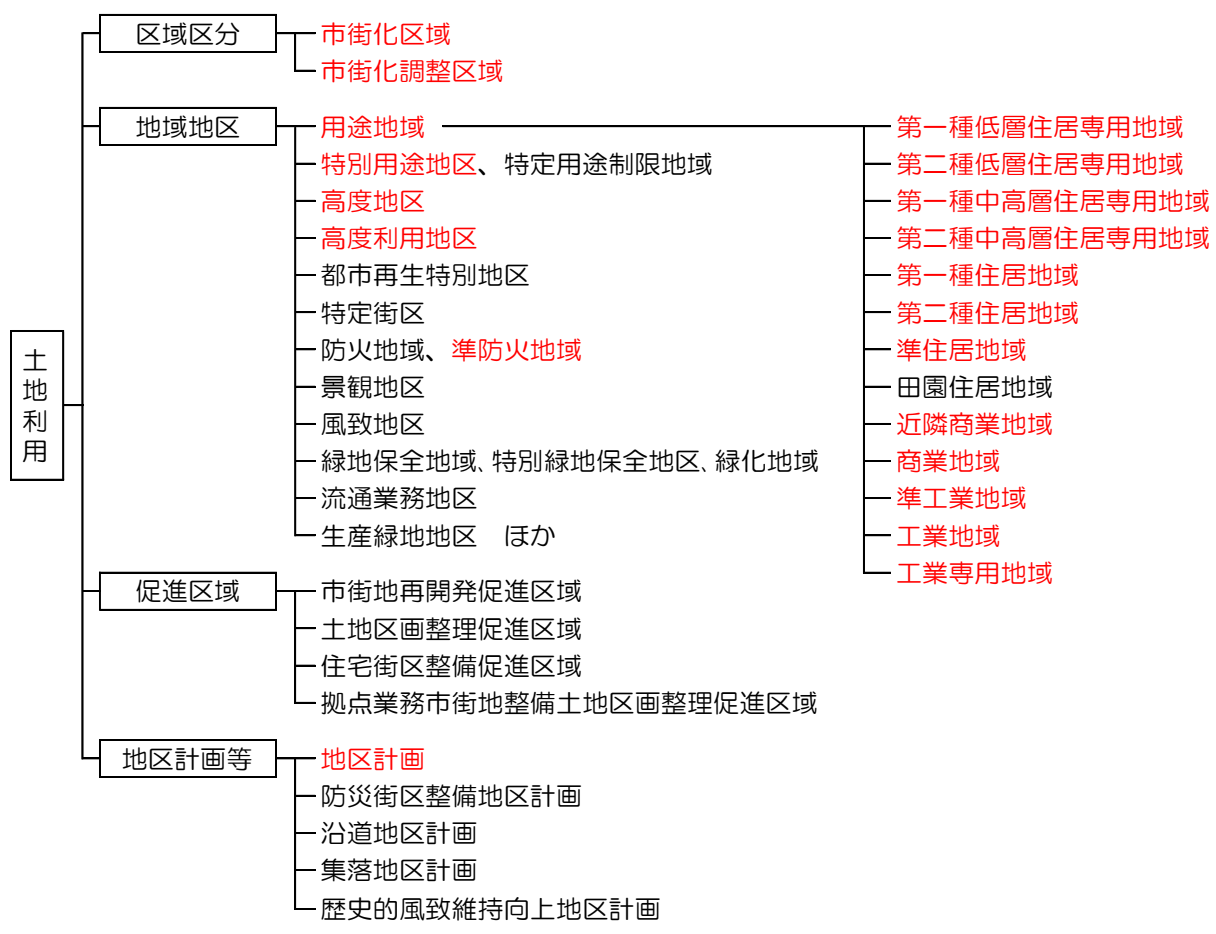 土地利用
区域区分
市街化区域
市街化調整区域
地域地区
用途地域
特別用途地区、特定用途制限地域
高度地区
高度利用地区
都市再生特別地区
特定街区
防火地域、準防火地域
景観地区
風致地区
緑地保全地域、特別緑地保全地区、緑化地域
流通業務地区
生産緑地地区　ほか
第一種低層住居専用地域
第二種低層住居専用地域
第一種中高層住居専用地域
第二種中高層住居専用地域
第一種住居地域
第二種住居地域
準住居地域
田園住居地域
近隣商業地域
商業地域
準工業地域
工業地域
工業専用地域
促進区域
市街地再開発促進区域
土地区画整理促進区域
住宅街区整備促進区域
拠点業務市街地整備土地区画整理促進区域
地区計画等
地区計画
防災街区整備地区計画
沿道地区計画
集落地区計画
歴史的風致維持向上地区計画